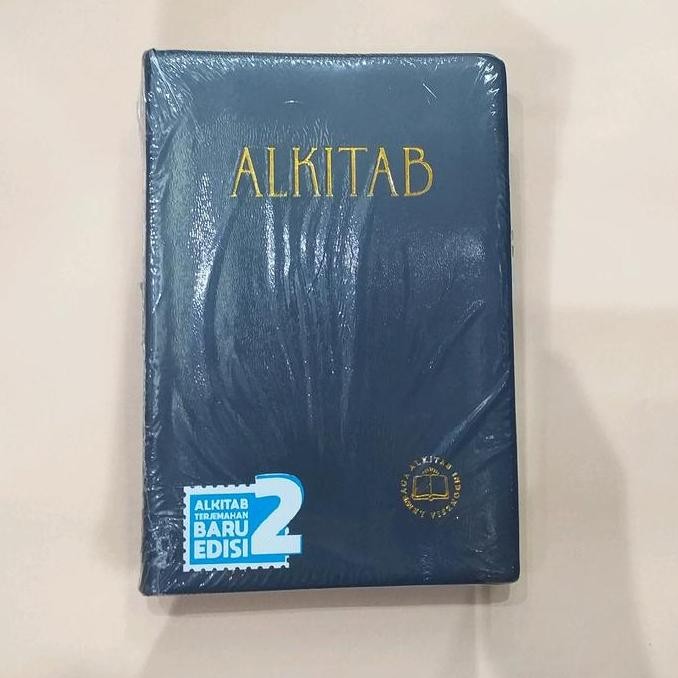 ALKITAB
ALKITAB
TERJEMAHAN
BARU
EDISI 2
LEMBAGA ALKITAB INDONESIA